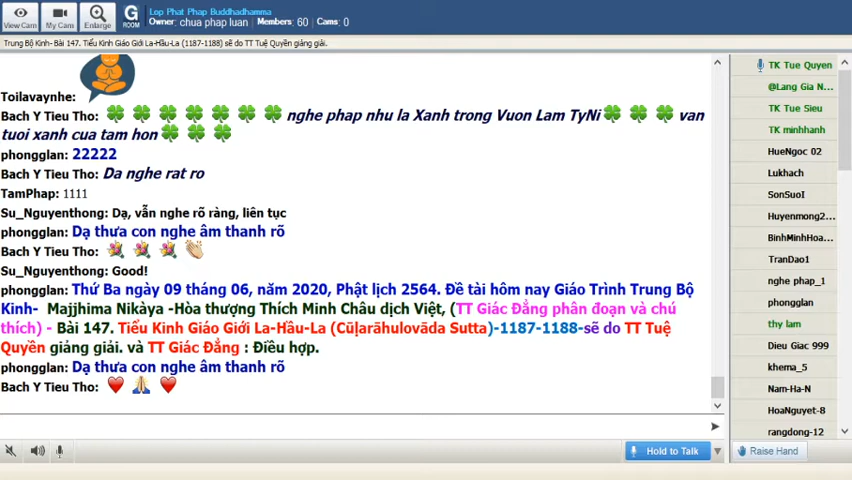 View Cam
My Cam
Enlarge
G
ROOM
Lop Phat Phap Buddhadhamma
Owner: chua phap luan Members: 60 Cams: 0
Trung Bộ Kinh- Bài 147. Tiểu Kinh Giáo Giới La-Hầu-La (1187-1188) sẽ do TT Tuệ Quyền giảng giải.
Toilavaynhe:
Bach Y Tieu Tho: nghe phap nhu la Xanh trong Vuon Lam TyNi van
tuoi xanh cua tam hon
phongglan: 22222
Bach Y Tieu Tho: Da nghe rat ro
TamPhap: 1111
Su_Nguyenthong: Dạ, vẫn nghe rõ ràng, liên tục
phongglan: Dạ thưa con nghe âm thanh rõ
Bach Y Tieu Tho:
Su_Nguyenthong: Good!
phongglan: Thứ Ba ngày 09 tháng 06, năm 2020, Phật lịch 2564. Đề tài hôm nay Giáo Trình Trung Bộ
Kinh- Majjhima Nikàya -Hòa thượng Thích Minh Châu dịch Việt, (TT Giác Đẳng phân đoạn và chú
thích) - Bài 147. Tiểu Kinh Giáo Giới La-Hầu-La (Cūḷarāhulovāda Sutta)-1187-1188-sẽ do TT Tuệ
Quyền giảng giải. và TT Giác Đẳng : Điều hợp.
phongglan: Dạ thưa con nghe âm thanh rõ
Bach Y Tieu Tho:
Hold to Talk
TK Tue Quyen
@Lang Gia N...
TK Tue Sieu
TK minhhanh
HueNgoc 02
Lukhach
SonSuoI
Huyenmong2...
BinhMinhHoa...
TranDao1
nghe phap_1
phongglan
thy lam
Dieu Giac 999
khema_5
Nam-Ha-N
HoaNguyet-8
rangdong-12
Raise Hand